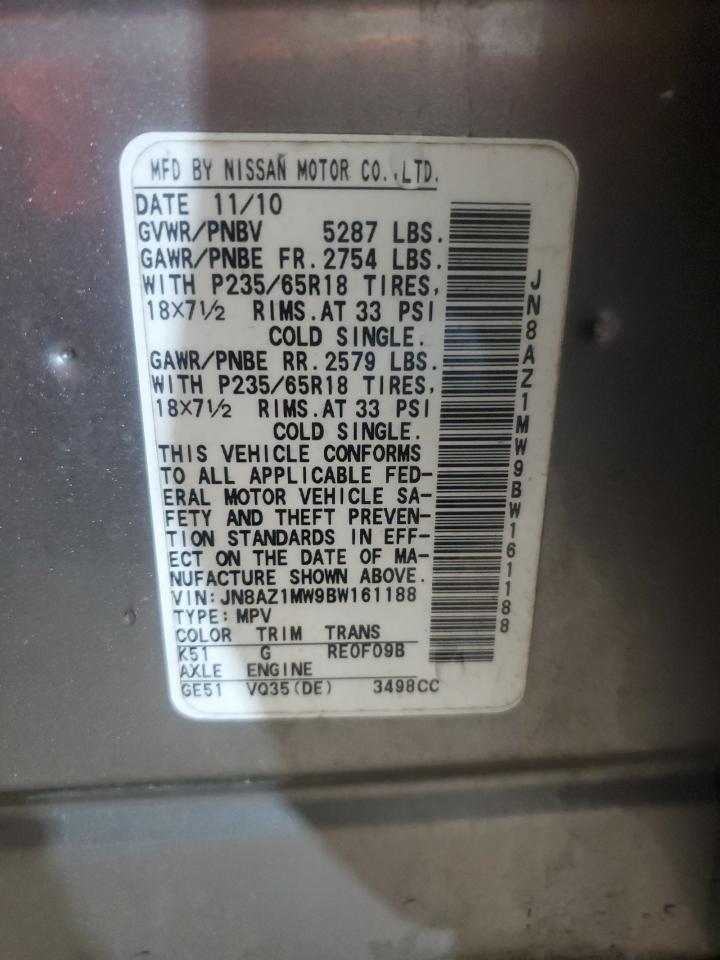 MFD BY NISSAN MOTOR CO.,LTD.
DATE 11/10
GVWR/PNBV 5287 LBS.
GAWR/PNBE FR. 2754 LBS.
WITH P235/65R18 TIRES,
18×7½ RIMS.AT 33 PSI
COLD SINGLE.
GAWR/PNBE RR. 2579 LBS.
WITH P235/65R18 TIRES,
18×7½ RIMS.AT 33 PSI
COLD SINGLE.
THIS VEHICLE CONFORMS
TO ALL APPLICABLE FED-
ERAL MOTOR VEHICLE SA-
FETY AND THEFT PREVEN-
TION STANDARDS IN EFF-
ECT ON THE DATE OF MA-
NUFACTURE SHOWN ABOVE.
VIN:JN8AZ1MW9BW161188
TYPE:MPV
COLOR TRIM TRANS
K51 G RE0F09B
AXLE ENGINE
GE51 VQ35(DE) 3498CC
JN8AZ1MW9BW161188